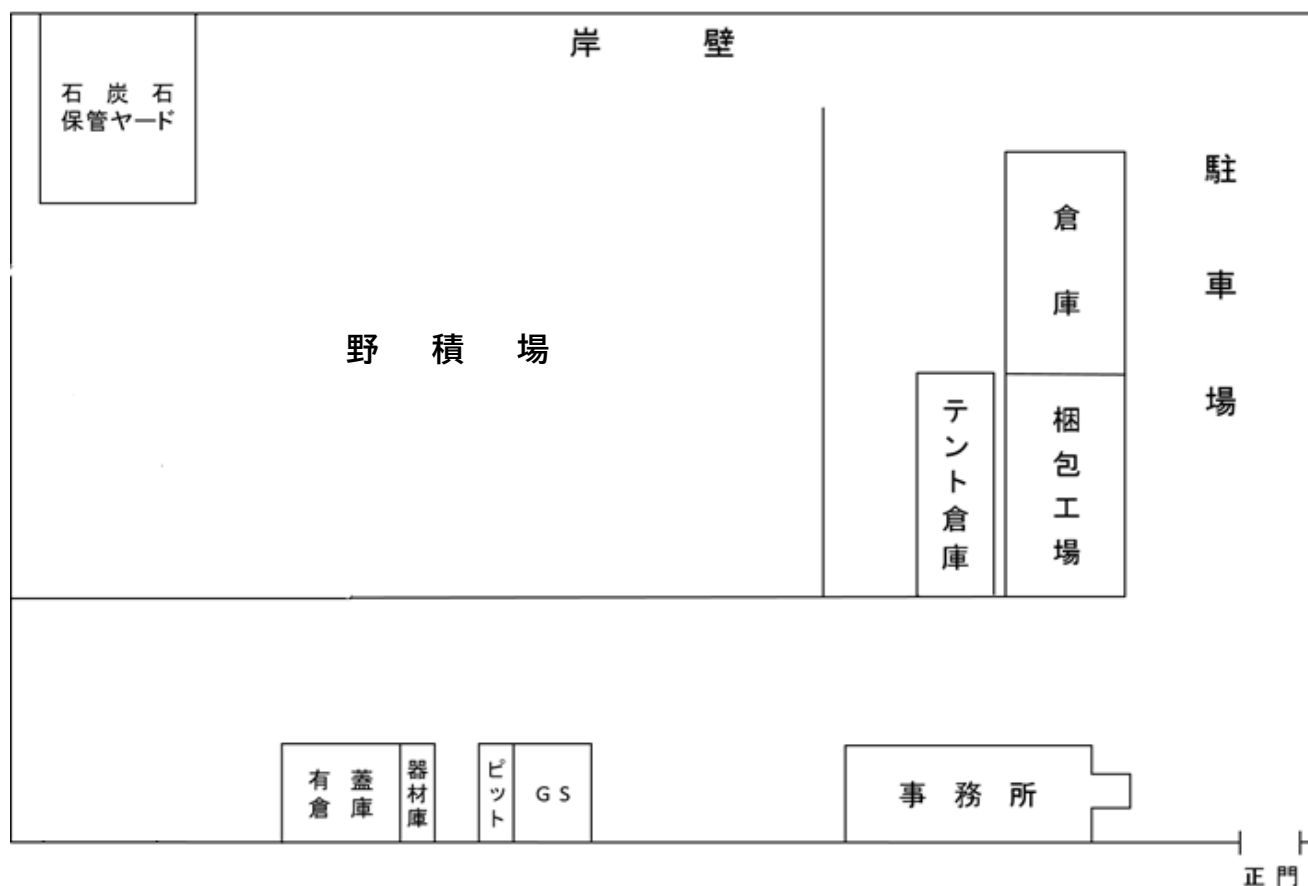 岸壁
石炭石
保管ヤード
駐車場
倉庫
野積場
テント倉庫
梱包工場
有蓋
倉庫
器材庫
ピット
GS
事務所
正門